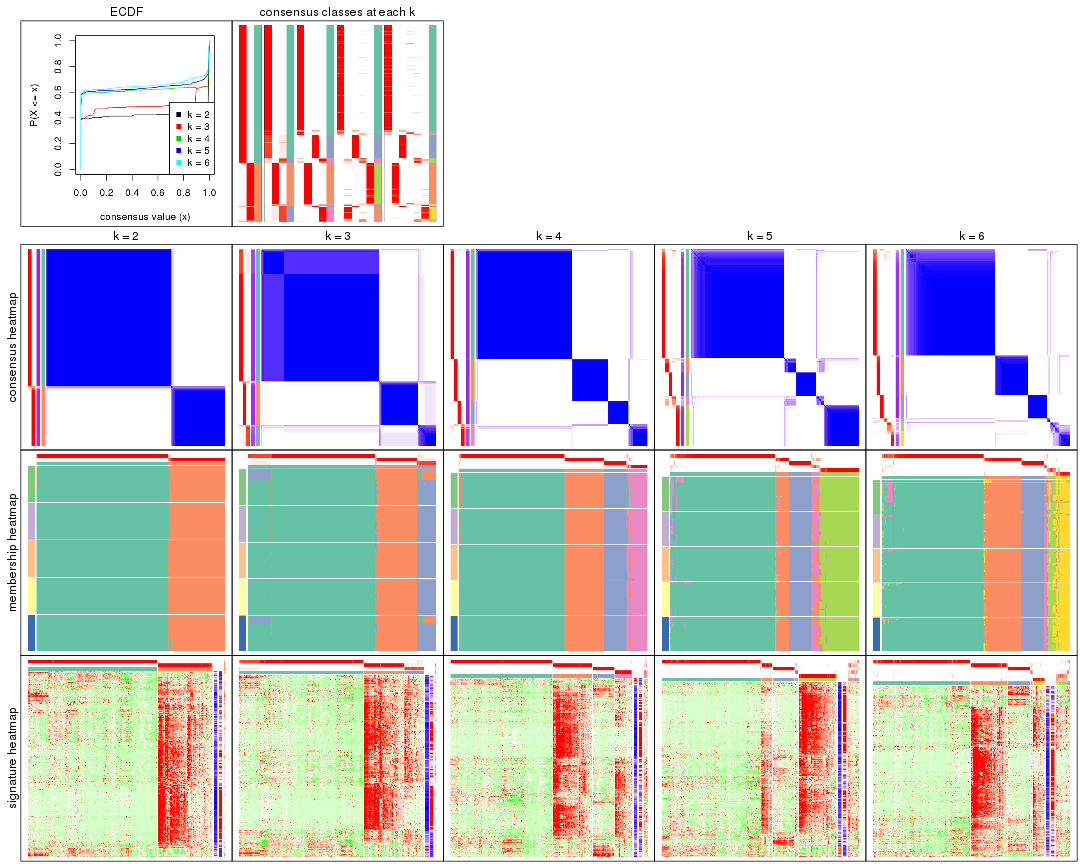 ECDF
consensus classes at each k
P(X <= x)
0.0 0.2 0.4 0.6 0.8 1.0
k = 2
k = 3
k = 4
k = 5
k = 6
0.0 0.2 0.4 0.6 0.8 1.0
consensus value (x)
k = 2 k = 3 k = 4 k = 5 k = 6
consensus heatmap
membership heatmap
signature heatmap